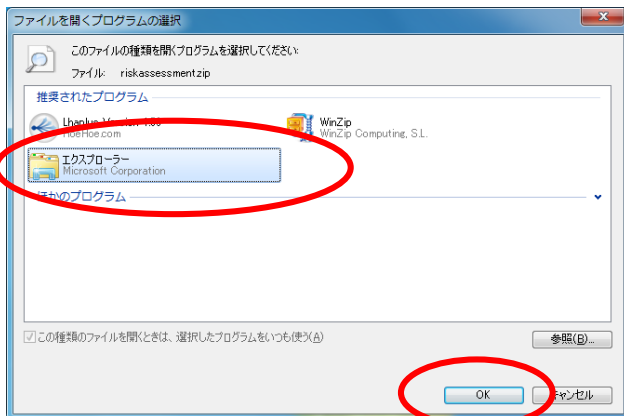 ファイルを開くプログラムの選択
このファイルの種類を開くプログラムを選択してください:
ファイル: riskassessment.zip
推奨されたプログラム
Lhaplus Version 1.60
HoeHoe.com
WinZip
WinZip Computing, S.L.
エクスプローラー
Microsoft Corporation
ほかのプログラム
この種類のファイルを開くときは、選択したプログラムをいつも使う(A)
参照(B)...
OK
キャンセル